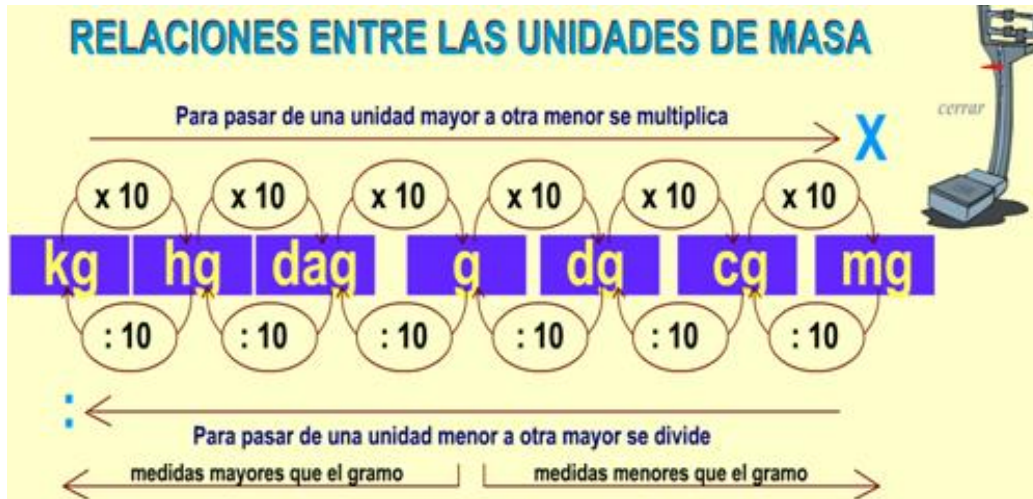 RELACIONES ENTRE LAS UNIDADES DE MASA
cerrar
Para pasar de una unidad mayor a otra menor se multiplica
X
x 10 x 10 x 10 x 10 x 10 x 10
kg hg dag g dg cg mg
: 10 : 10 : 10 : 10 : 10 : 10
:
Para pasar de una unidad menor a otra mayor se divide
medidas mayores que el gramo medidas menores que el gramo